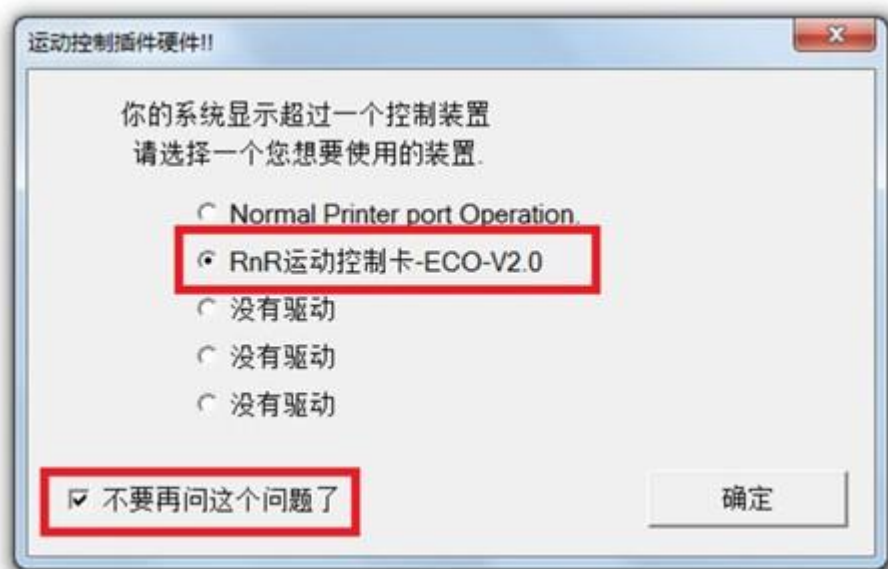 运动控制插件硬件!!
你的系统显示超过一个控制装置
请选择一个您想要使用的装置.
Normal Printer port Operation.
RnR运动控制卡-ECO-V2.0
没有驱动
没有驱动
没有驱动
不要再问这个问题了
确定